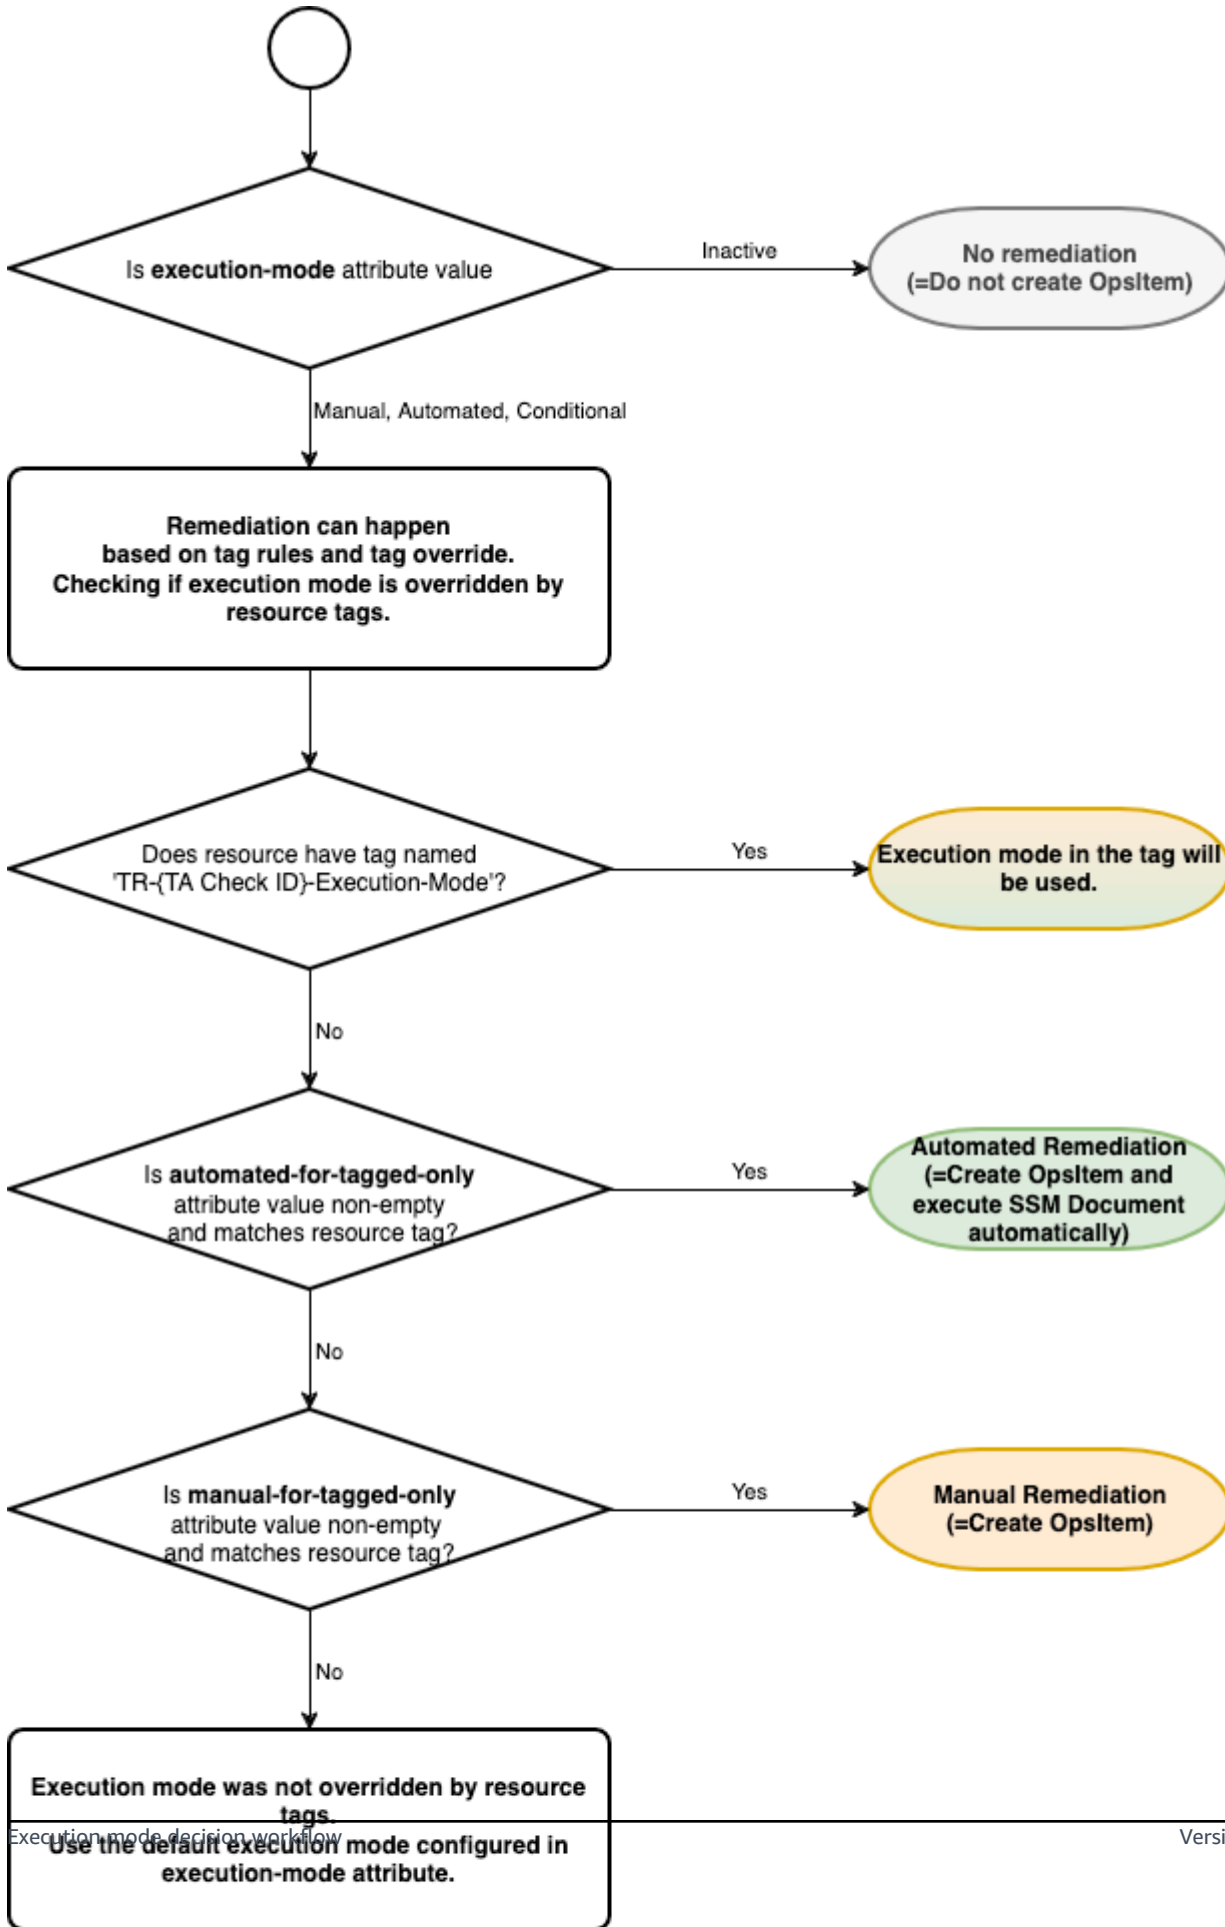 Is execution-mode attribute value
Inactive
No remediation
(=Do not create OpsItem)
Manual, Automated, Conditional
Remediation can happen
based on tag rules and tag override.
Checking if execution mode is overridden by
resource tags.
Does resource have tag named
'TR-{TA Check ID}-Execution-Mode'?
Yes
Execution mode in the tag will
be used.
No
Is automated-for-tagged-only
attribute value non-empty
and matches resource tag?
Yes
Automated Remediation
(=Create OpsItem and
execute SSM Document
automatically)
No
Is manual-for-tagged-only
attribute value non-empty
and matches resource tag?
Yes
Manual Remediation
(=Create OpsItem)
No
Execution mode was not overridden by resource
tags.
Use the default execution mode configured in
execution-mode attribute.
Execution mode decision workflow
Versi